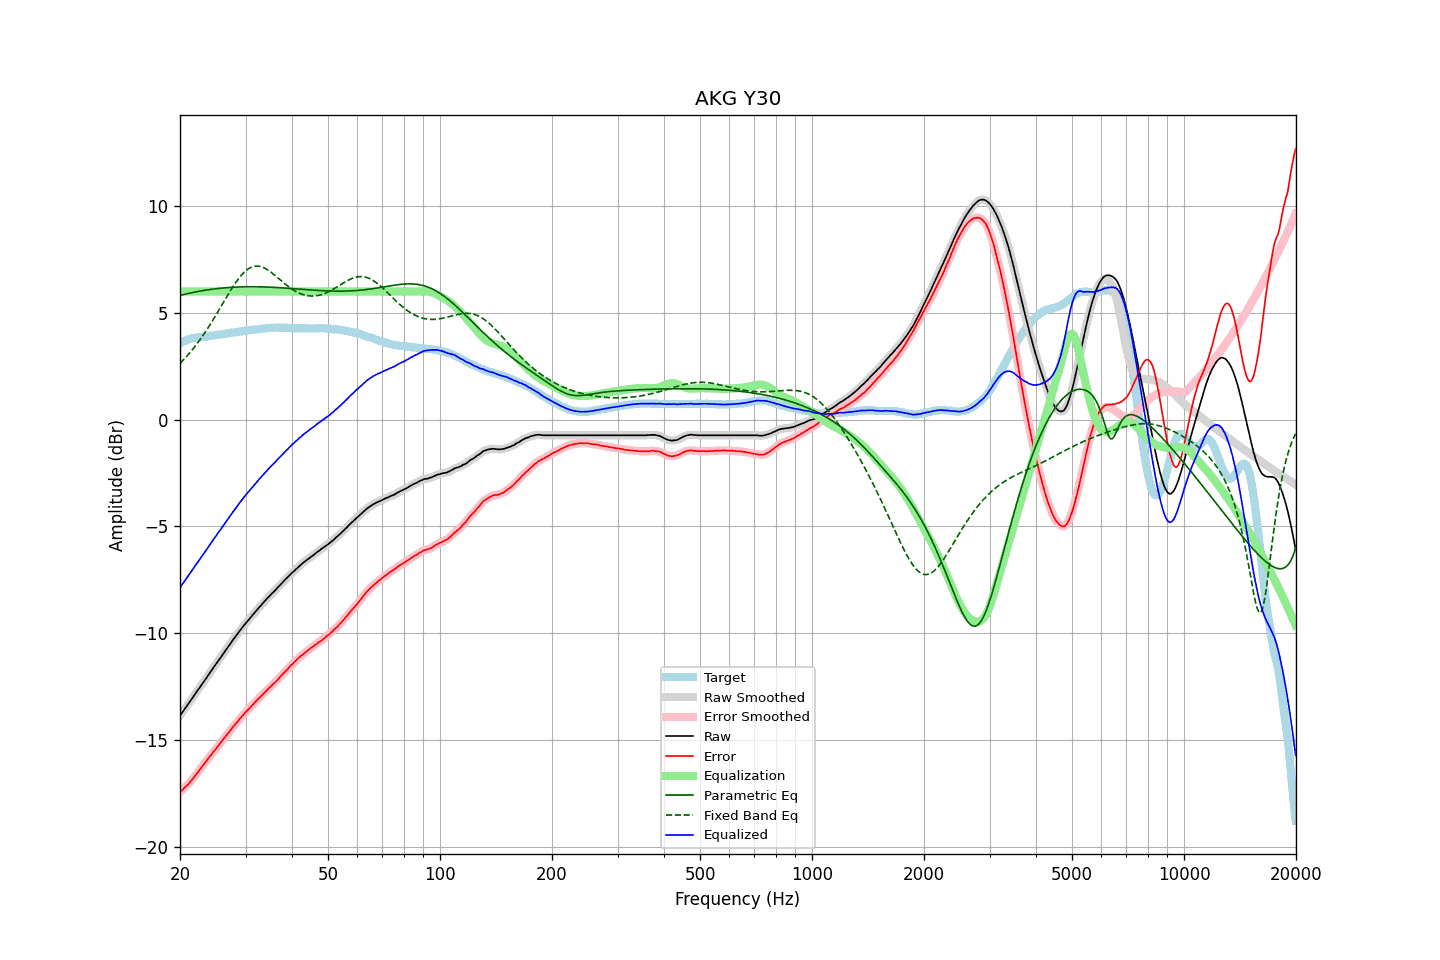 AKG Y30
Amplitude (dBr)
10
5
0
−5
−10
−15
−20
Target
Raw Smoothed
Error Smoothed
Raw
Error
Equalization
Parametric Eq
Fixed Band Eq
Equalized
20 50 100 200 500 1000 2000 5000 10000 20000
Frequency (Hz)